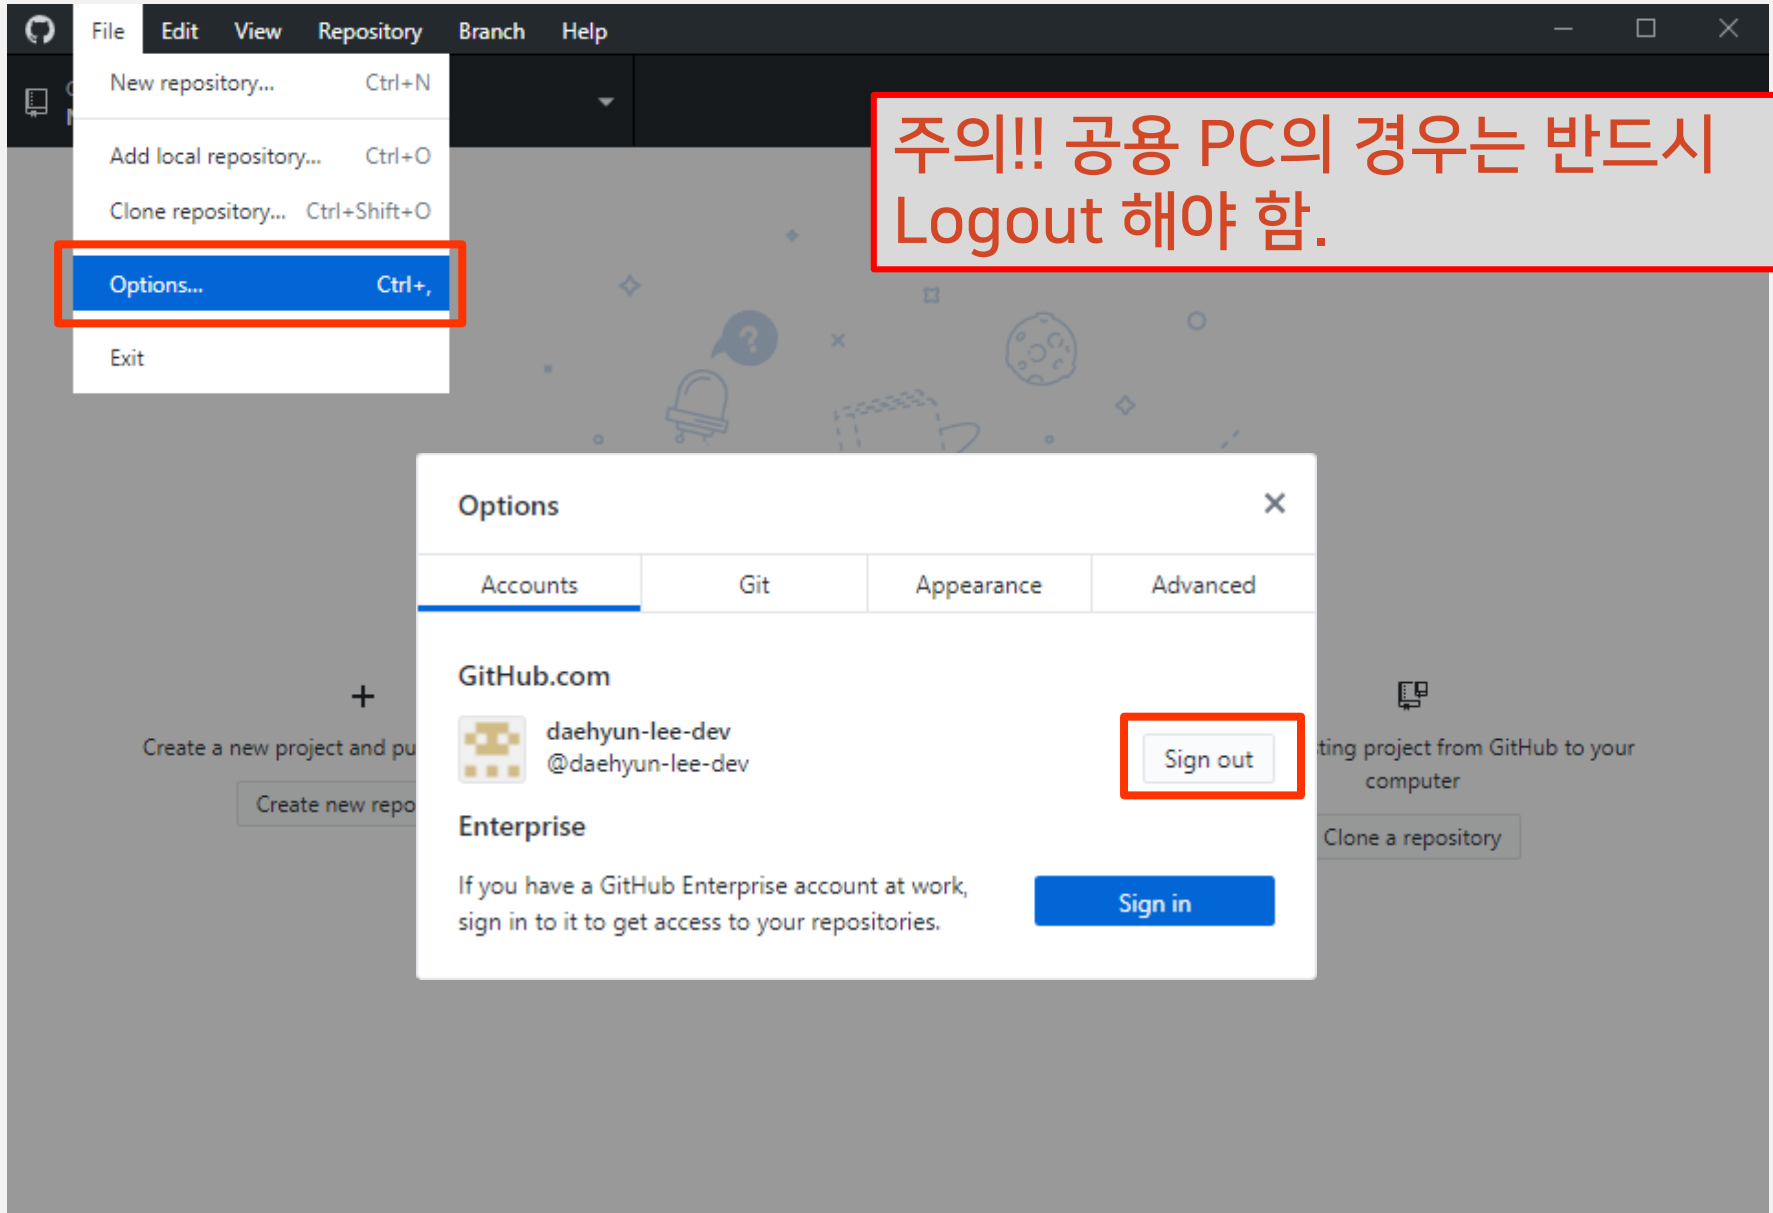 File Edit View Repository Branch Help
New repository... Ctrl+N
Add local repository... Ctrl+O
Clone repository... Ctrl+Shift+O
Options... Ctrl+,
Exit
주의!! 공용 PC의 경우는 반드시
Logout 해야 함.
Options
Accounts Git Appearance Advanced
GitHub.com
daehyun-lee-dev
@daehyun-lee-dev
Sign out
Enterprise
If you have a GitHub Enterprise account at work,
sign in to it to get access to your repositories.
Sign in
Create a new project and pu
Create new repo
ting project from GitHub to your
computer
Clone a repository